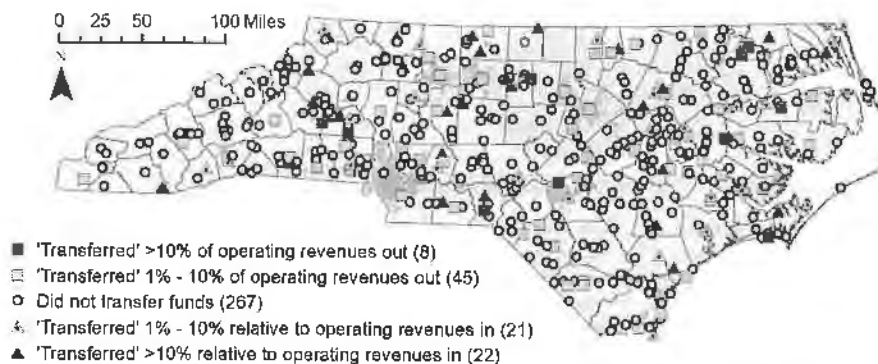 0 25 50 100 Miles
N
'Transferred' >10% of operating revenues out (8)
'Transferred' 1% - 10% of operating revenues out (45)
Did not transfer funds (267)
'Transferred' 1% - 10% relative to operating revenues in (21)
'Transferred' >10% relative to operating revenues in (22)